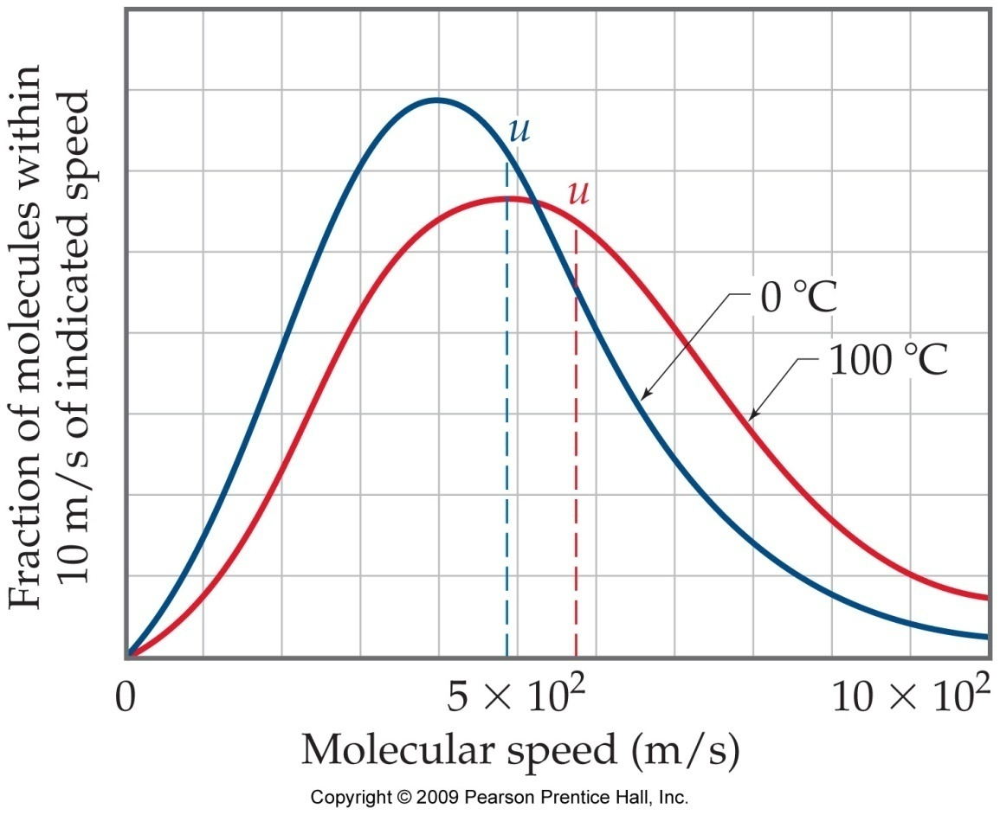 Fraction of molecules within
10 m/s of indicated speed
u
u
0 °C
100 °C
0
5 × 10²
10 × 10²
Molecular speed (m/s)
Copyright © 2009 Pearson Prentice Hall, Inc.